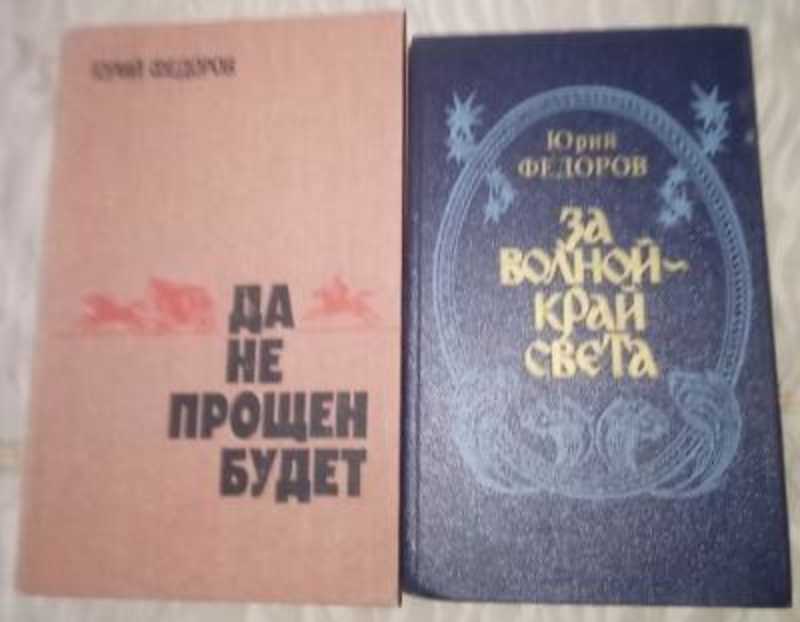 ЮРИЙ ФЕДОРОВ
ДА
НЕ
ПРОЩЕН
БУДЕТ
Юрий
ФЕДОРОВ
ЗА
ВОЛНОЙ-
КРАЙ
СВЕТА